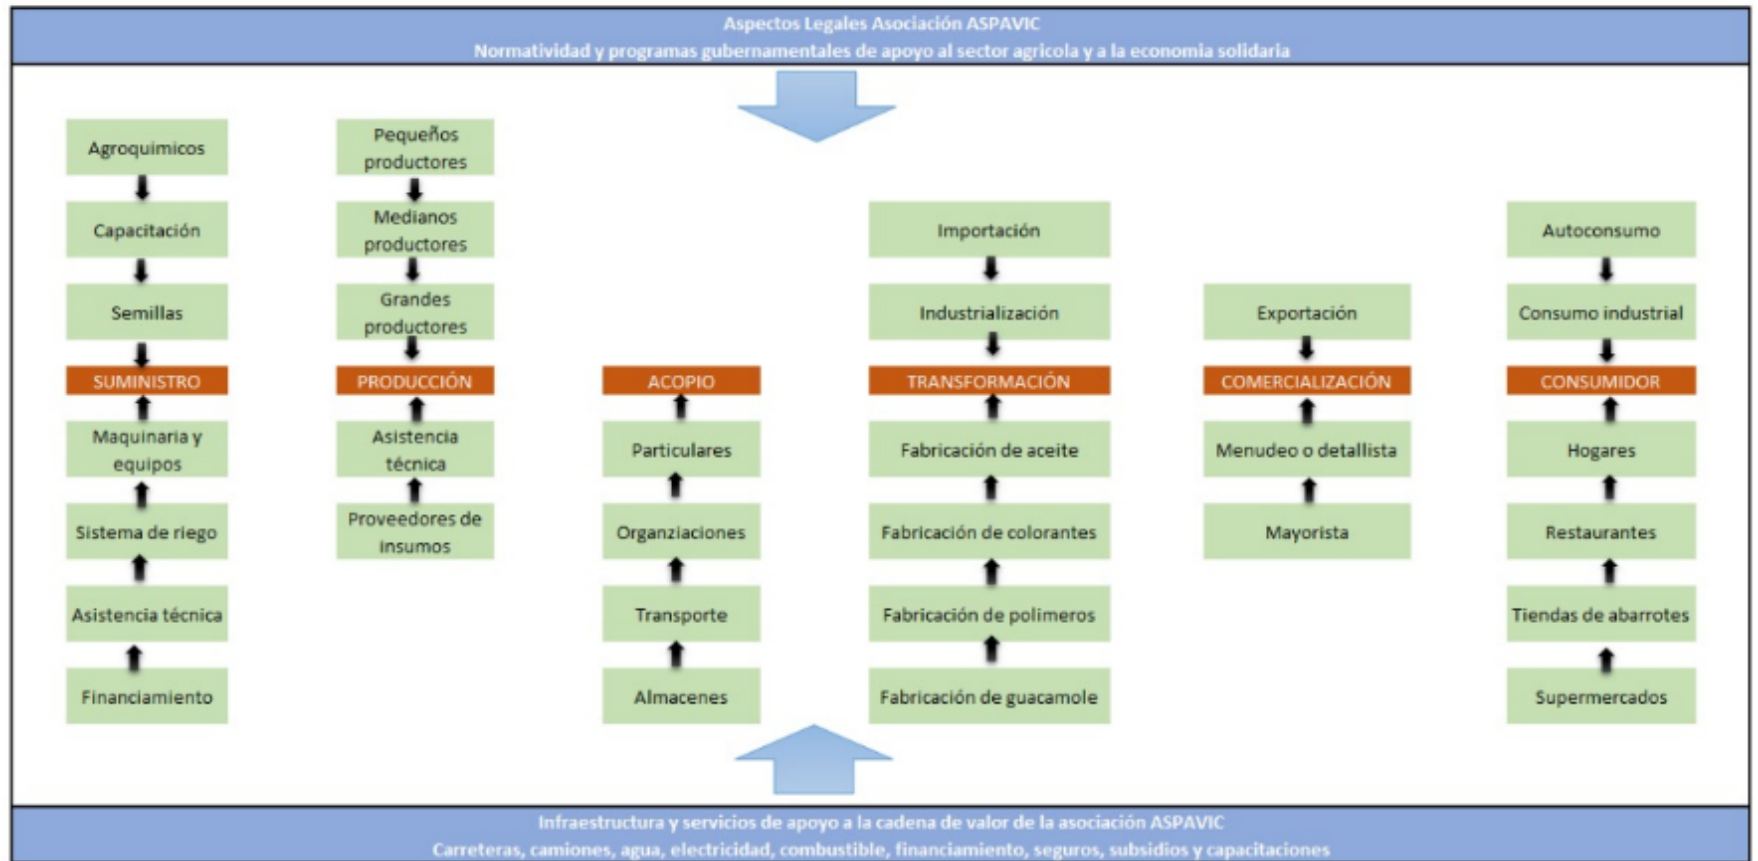 Aspectos Legales Asociación ASPAVIC
Normatividad y programas gubernamentales de apoyo al sector agricola y a la economia solidaria
Agroquimicos
Capacitación
Semillas
SUMINISTRO
Maquinaria y
equipos
Sistema de riego
Asistencia técnica
Financiamiento
Pequeños
productores
Medianos
productores
Grandes
productores
PRODUCCIÓN
Asistencia
técnica
Proveedores de
insumos
ACOPIO
Particulares
Organziaciones
Transporte
Almacenes
Importación
Industrialización
TRANSFORMACIÓN
Fabricación de aceite
Fabricación de colorantes
Fabricación de polimeros
Fabricación de guacamole
Exportación
COMERCIALIZACIÓN
Menudeo o detallista
Mayorista
Autoconsumo
Consumo industrial
CONSUMIDOR
Hogares
Restaurantes
Tiendas de abarrotes
Supermercados
Infraestructura y servicios de apoyo a la cadena de valor de la asociación ASPAVIC
Carreteras, camiones, agua, electricidad, combustible, financiamiento, seguros, subsidios y capacitaciones